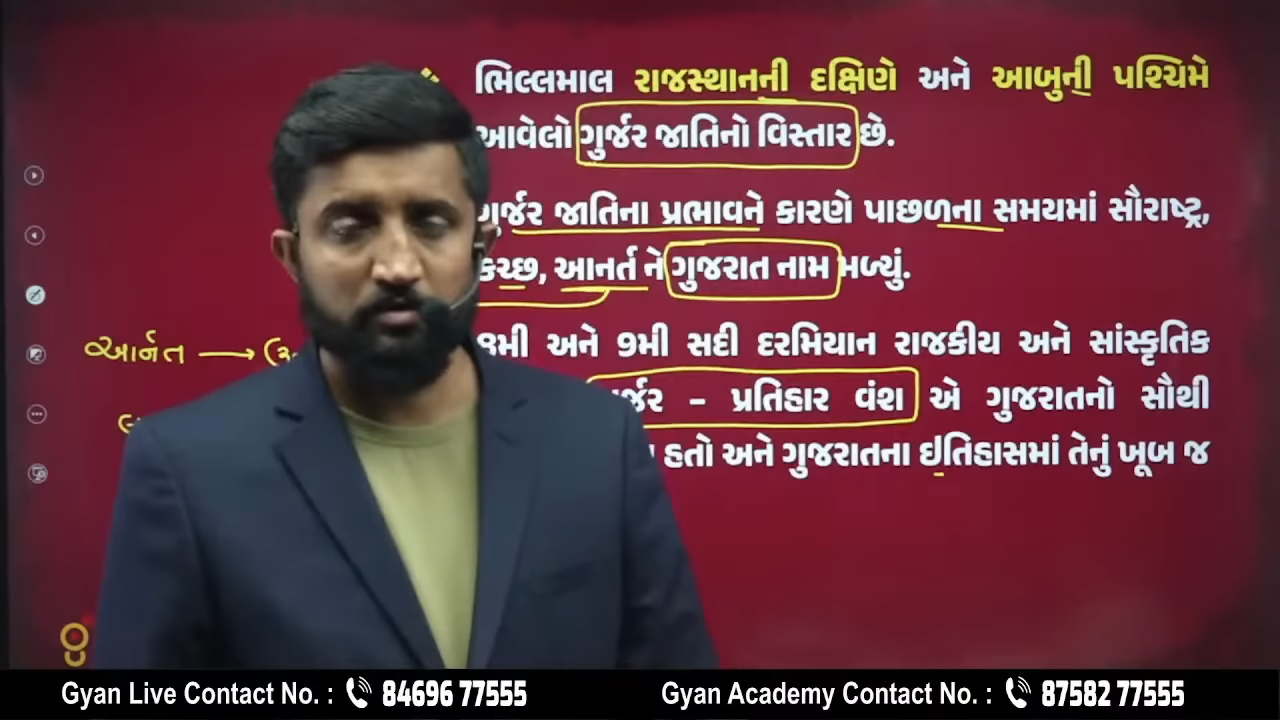 ભિલ્લમાલ રાજસ્થાનની દક્ષિણે અને આબુની પશ્ચિમે
આવેલો ગુર્જર જાતિનો વિસ્તાર છે.
ગુર્જર જાતિના પ્રભાવને કારણે પાછળના સમયમાં સૌરાષ્ટ્ર,
કચ્છ, આનર્ત ને ગુજરાત નામ મળ્યું.
આર્નત →
8મી અને 9મી સદી દરમિયાન રાજકીય અને સાંસ્કૃતિક
ગુર્જર – પ્રતિહાર વંશ એ ગુજરાતનો સૌથી
હતો અને ગુજરાતના ઈતિહાસમાં તેનું ખૂબ જ
Gyan Live Contact No. : 84696 77555
Gyan Academy Contact No. : 87582 77555